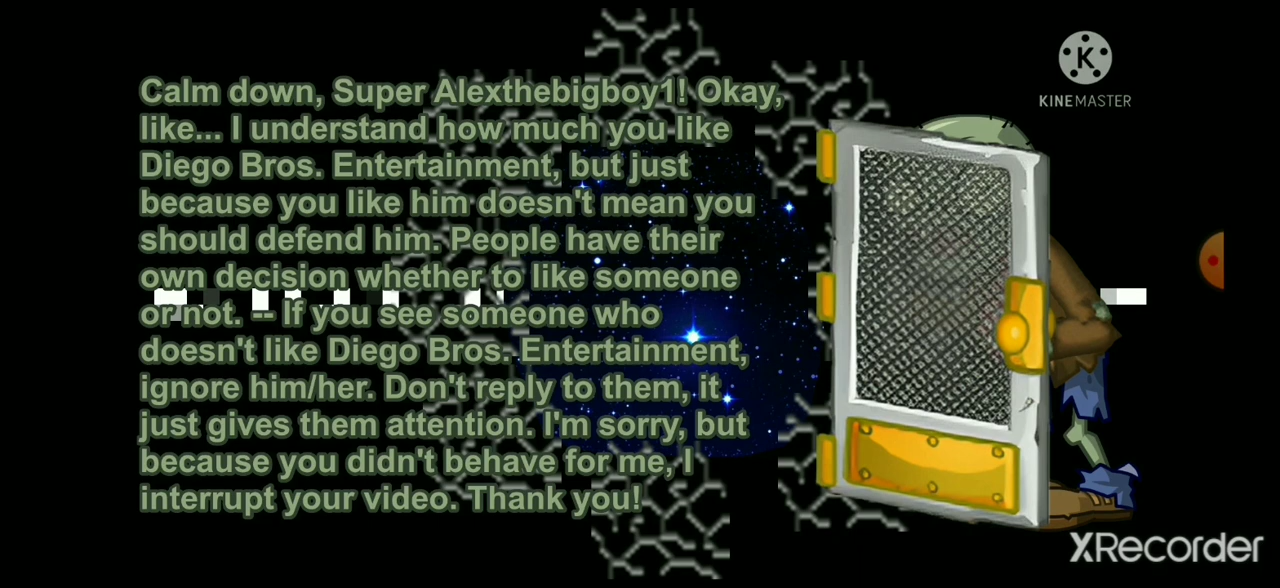 Calm down, Super Alexthebigboy1! Okay,
like... I understand how much you like
Diego Bros. Entertainment, but just
because you like him doesn't mean you
should defend him. People have their
own decision whether to like someone
or not. -- If you see someone who
doesn't like Diego Bros. Entertainment,
ignore him/her. Don't reply to them, it
just gives them attention. I'm sorry, but
because you didn't behave for me, I
interrupt your video. Thank you!
K
KINEMASTER
XRecorder